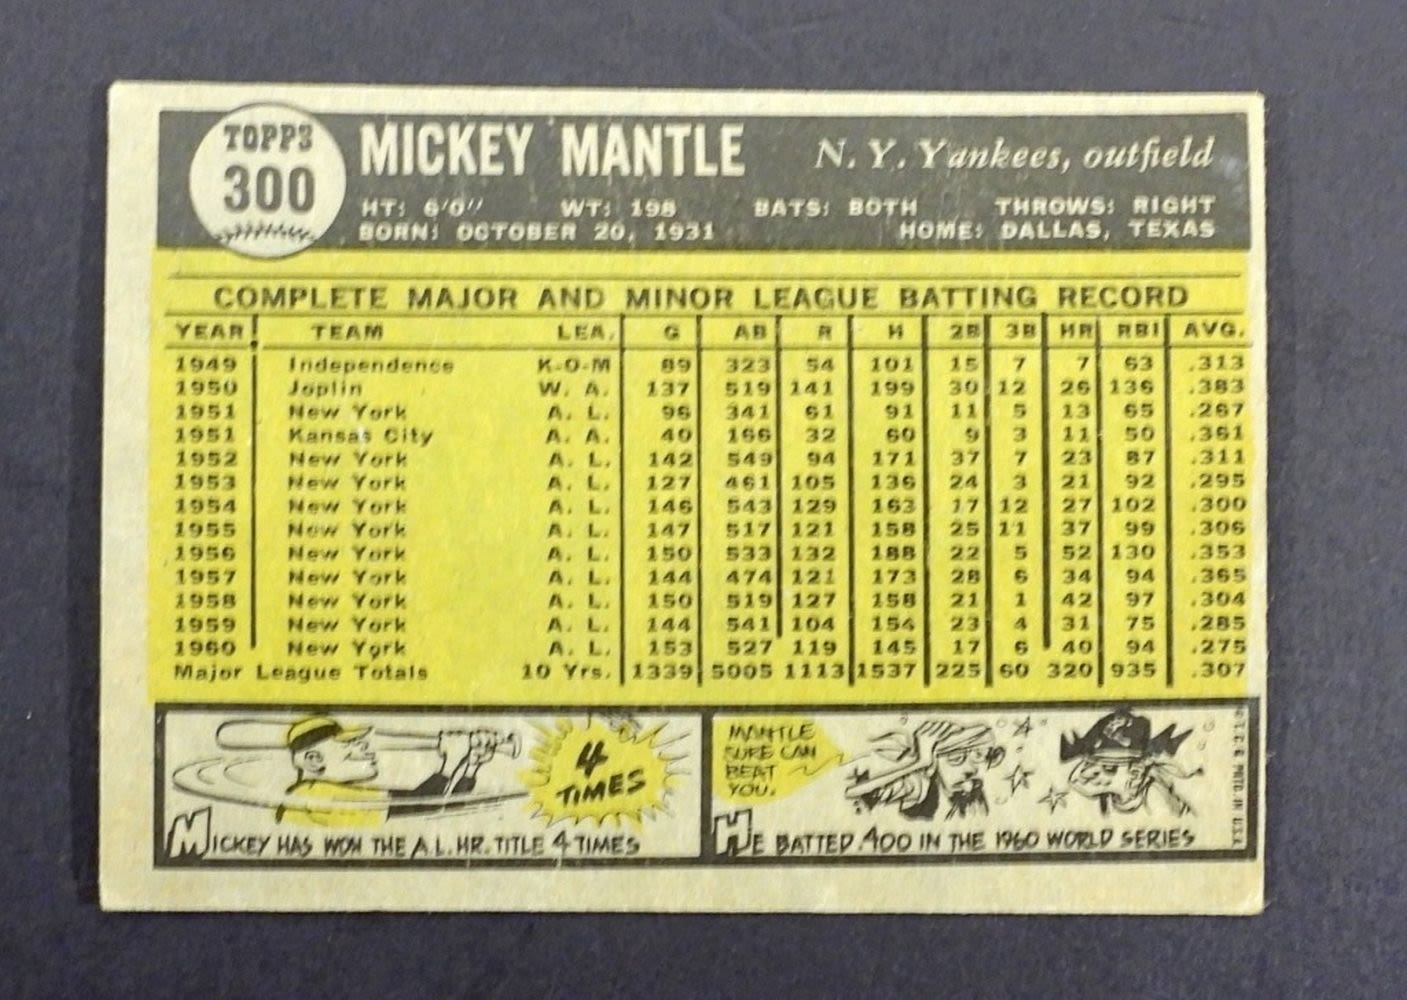 TOPPS
300
MICKEY MANTLE
N. Y. Yankees, outfield
HT: 6'0" WT: 198 BATS: BOTH THROWS: RIGHT
BORN: OCTOBER 20, 1931 HOME: DALLAS, TEXAS
COMPLETE MAJOR AND MINOR LEAGUE BATTING RECORD
YEAR TEAM LEA. G AB R H 2B 3B HR RBI AVG.
1949 Independence K-O-M 89 323 54 101 15 7 7 63 .313
1950 Joplin W. A. 137 519 141 199 30 12 26 136 .383
1951 New York A. L. 96 341 61 91 11 5 13 65 .267
1951 Kansas City A. A. 40 166 32 60 9 3 11 50 .361
1952 New York A. L. 142 549 94 171 37 7 23 87 .311
1953 New York A. L. 127 461 105 136 24 3 21 92 .295
1954 New York A. L. 146 543 129 163 17 12 27 102 .300
1955 New York A. L. 147 517 121 158 25 11 37 99 .306
1956 New York A. L. 150 533 132 188 22 5 52 130 .353
1957 New York A. L. 144 474 121 173 28 6 34 94 .365
1958 New York A. L. 150 519 127 158 21 1 42 97 .304
1959 New York A. L. 144 541 104 154 23 4 31 75 .285
1960 New York A. L. 153 527 119 145 17 6 40 94 .275
Major League Totals 10 Yrs. 1339 5005 1113 1537 225 60 320 935 .307
4
TIMES
MICKEY HAS WON THE A.L. HR. TITLE 4 TIMES
MANTLE
SURE CAN
BEAT
YOU.
HE BATTED .400 IN THE 1960 WORLD SERIES
PRTD. IN U.S.A.